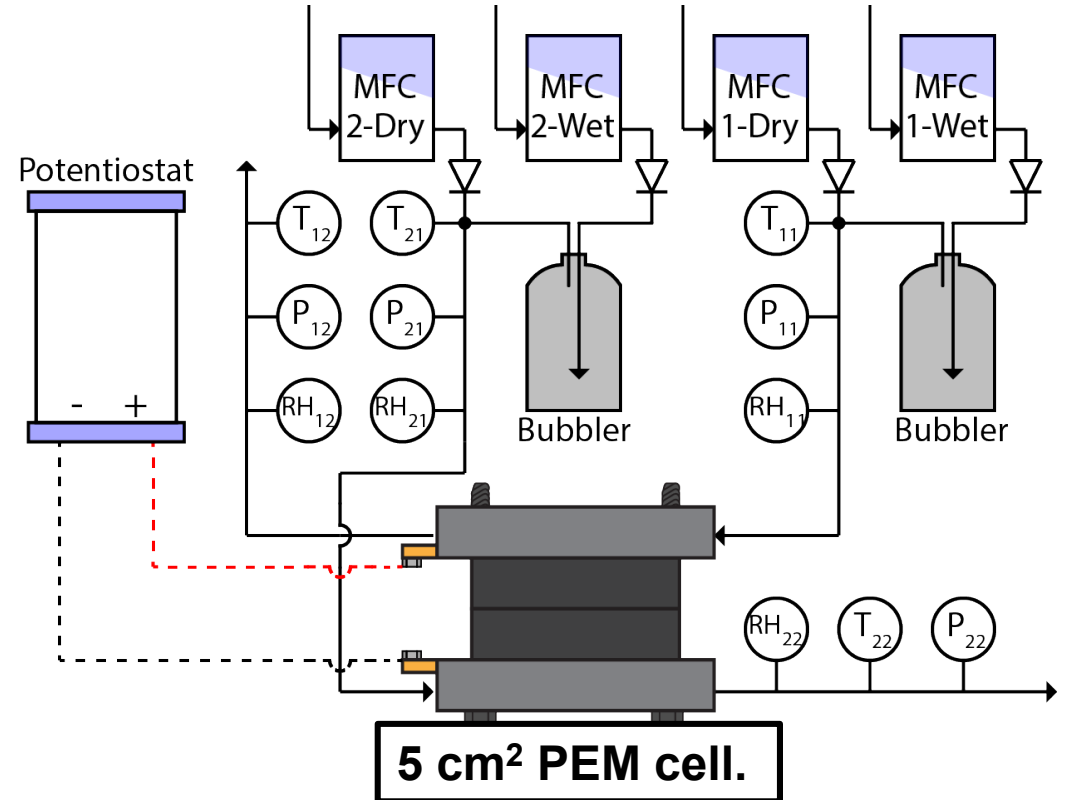 MFC
2-Dry
MFC
2-Wet
MFC
1-Dry
MFC
1-Wet
Potentiostat
- +
T12
T21
T11
P12
P21
P11
RH12
RH21
RH11
Bubbler
Bubbler
RH22
T22
P22
5 cm² PEM cell.